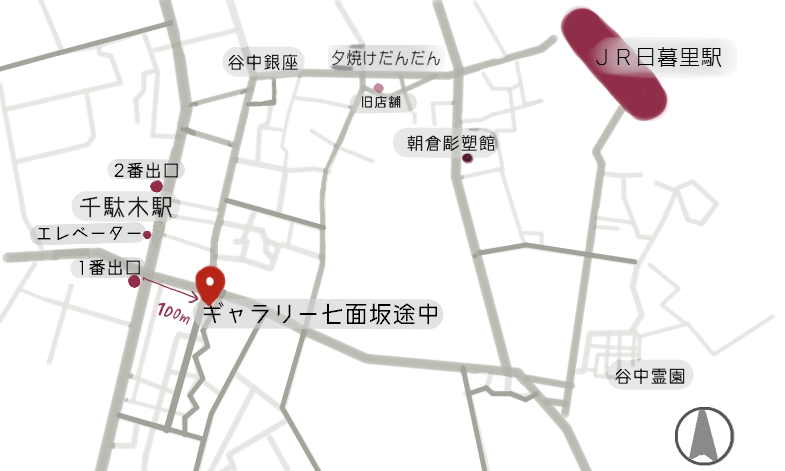 谷中銀座
夕焼けだんだん
JR日暮里駅
旧店舗
朝倉彫塑館
2番出口
千駄木駅
エレベーター
1番出口
100m
ギャラリー七面坂途中
谷中霊園